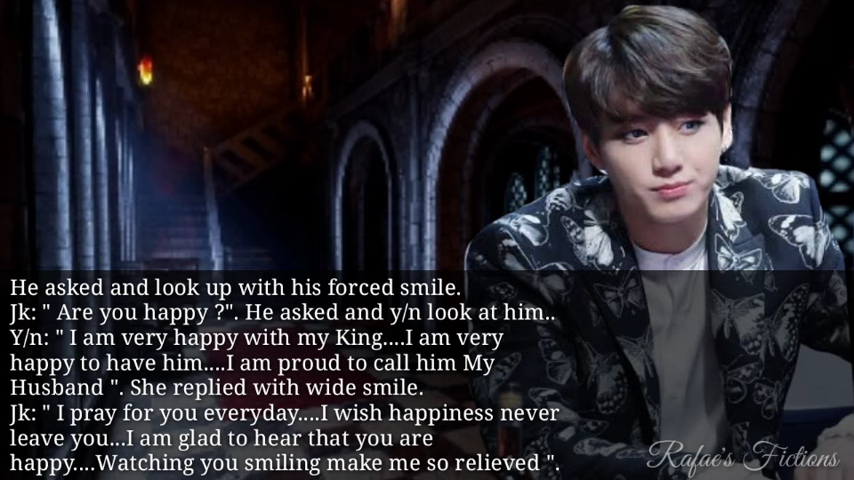 He asked and look up with his forced smile.
Jk: " Are you happy ?". He asked and y/n look at him..
Y/n: " I am very happy with my King....I am very
happy to have him....I am proud to call him My
Husband ". She replied with wide smile.
Jk: " I pray for you everyday....I wish happiness never
leave you...I am glad to hear that you are
happy....Watching you smiling make me so relieved ".
Rafae's Fictions